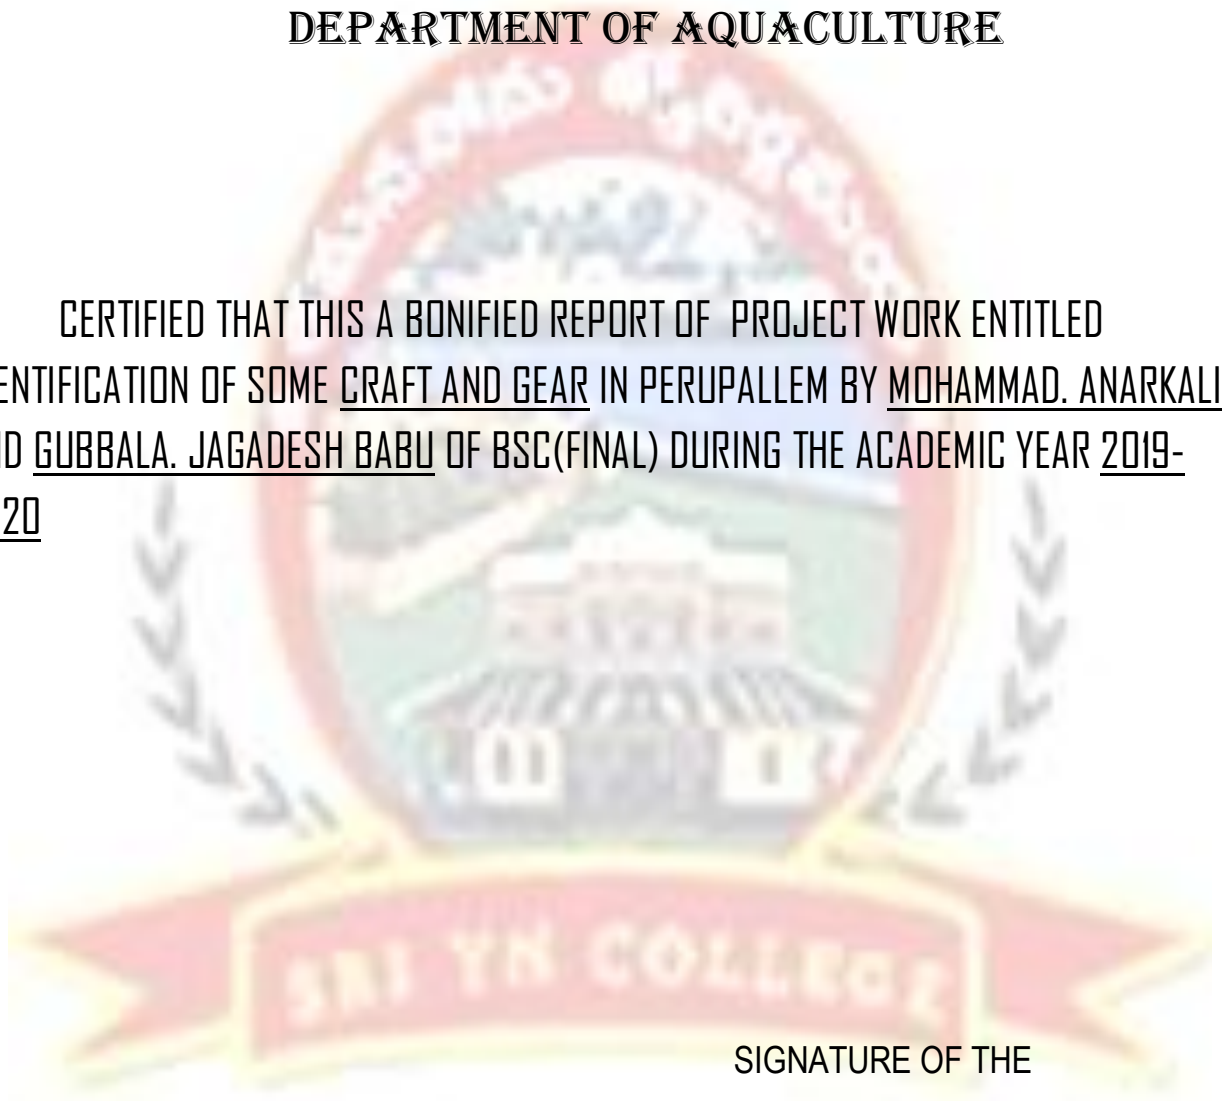 DEPARTMENT OF AQUACULTURE
CERTIFIED THAT THIS A BONIFIED REPORT OF PROJECT WORK ENTITLED
ENTIFICATION OF SOME CRAFT AND GEAR IN PERUPALLEM BY MOHAMMAD. ANARKALI
ND GUBBALA. JAGADESH BABU OF BSC(FINAL) DURING THE ACADEMIC YEAR 2019-
20
SRI YN COLLEGE
SIGNATURE OF THE